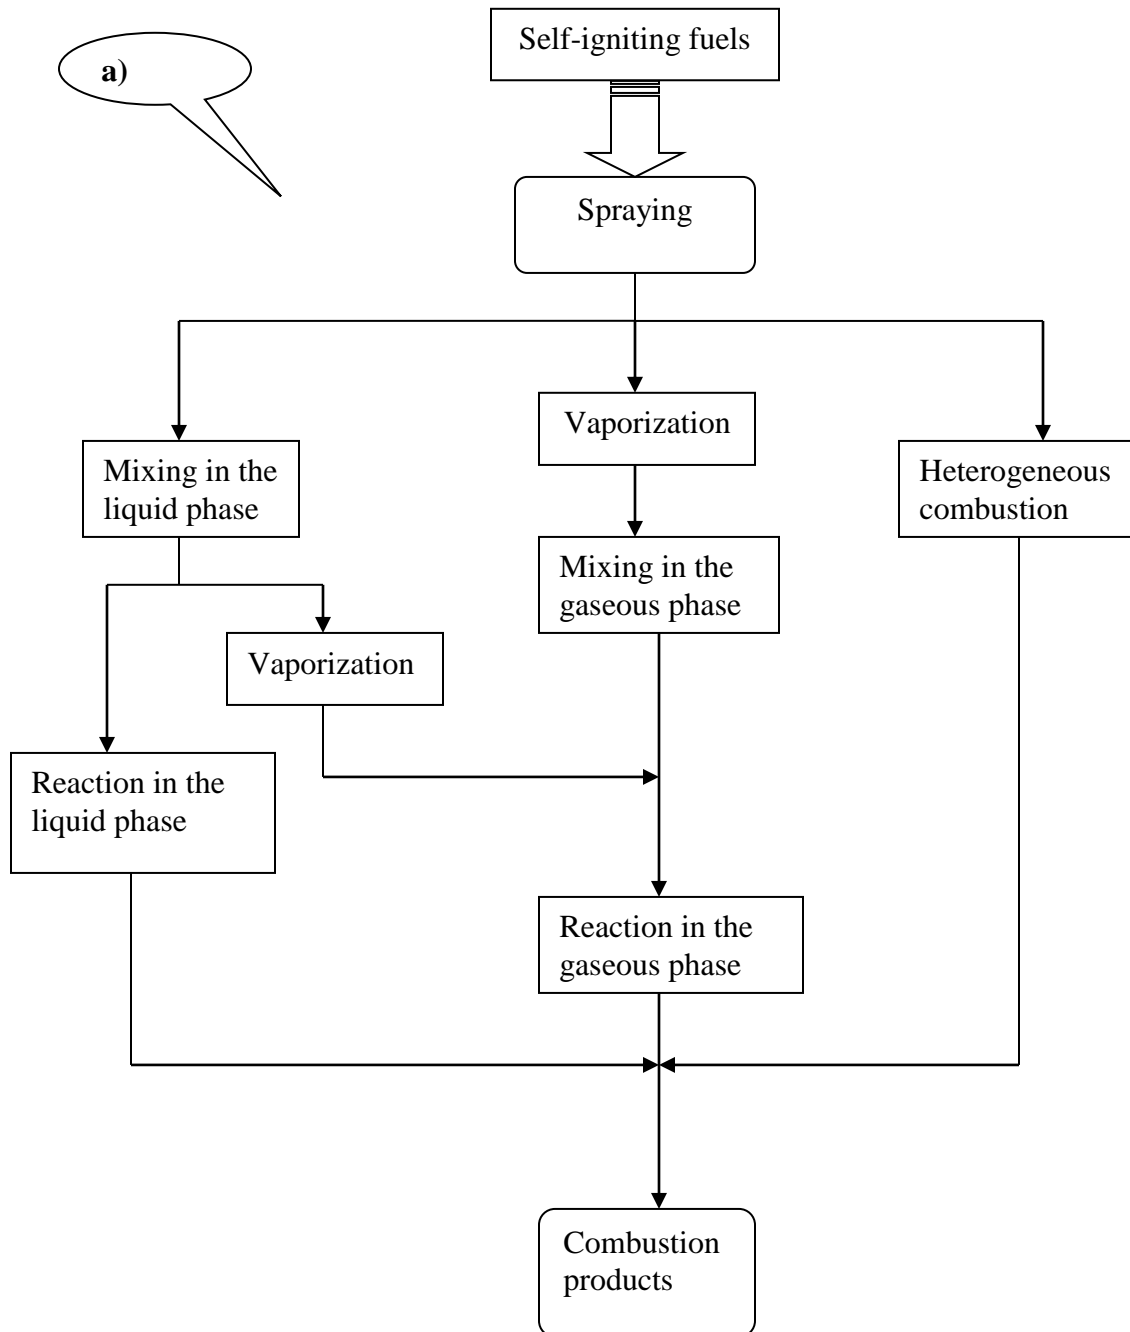 a)
Self-igniting fuels
Spraying
Vaporization
Mixing in the
liquid phase
Heterogeneous
combustion
Mixing in the
gaseous phase
Vaporization
Reaction in the
liquid phase
Reaction in the
gaseous phase
Combustion
products